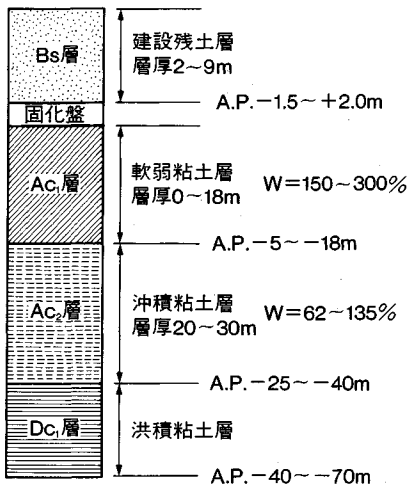 Bs層
建設残土層
層厚2~9m
A.P.-1.5~+2.0m
固化盤
Ac₁層
軟弱粘土層
層厚0~18m
W=150~300%
A.P.-5~-18m
Ac₂層
沖積粘土層
層厚20~30m
W=62~135%
A.P.-25~-40m
Dc₁層
洪積粘土層
A.P.-40~-70m